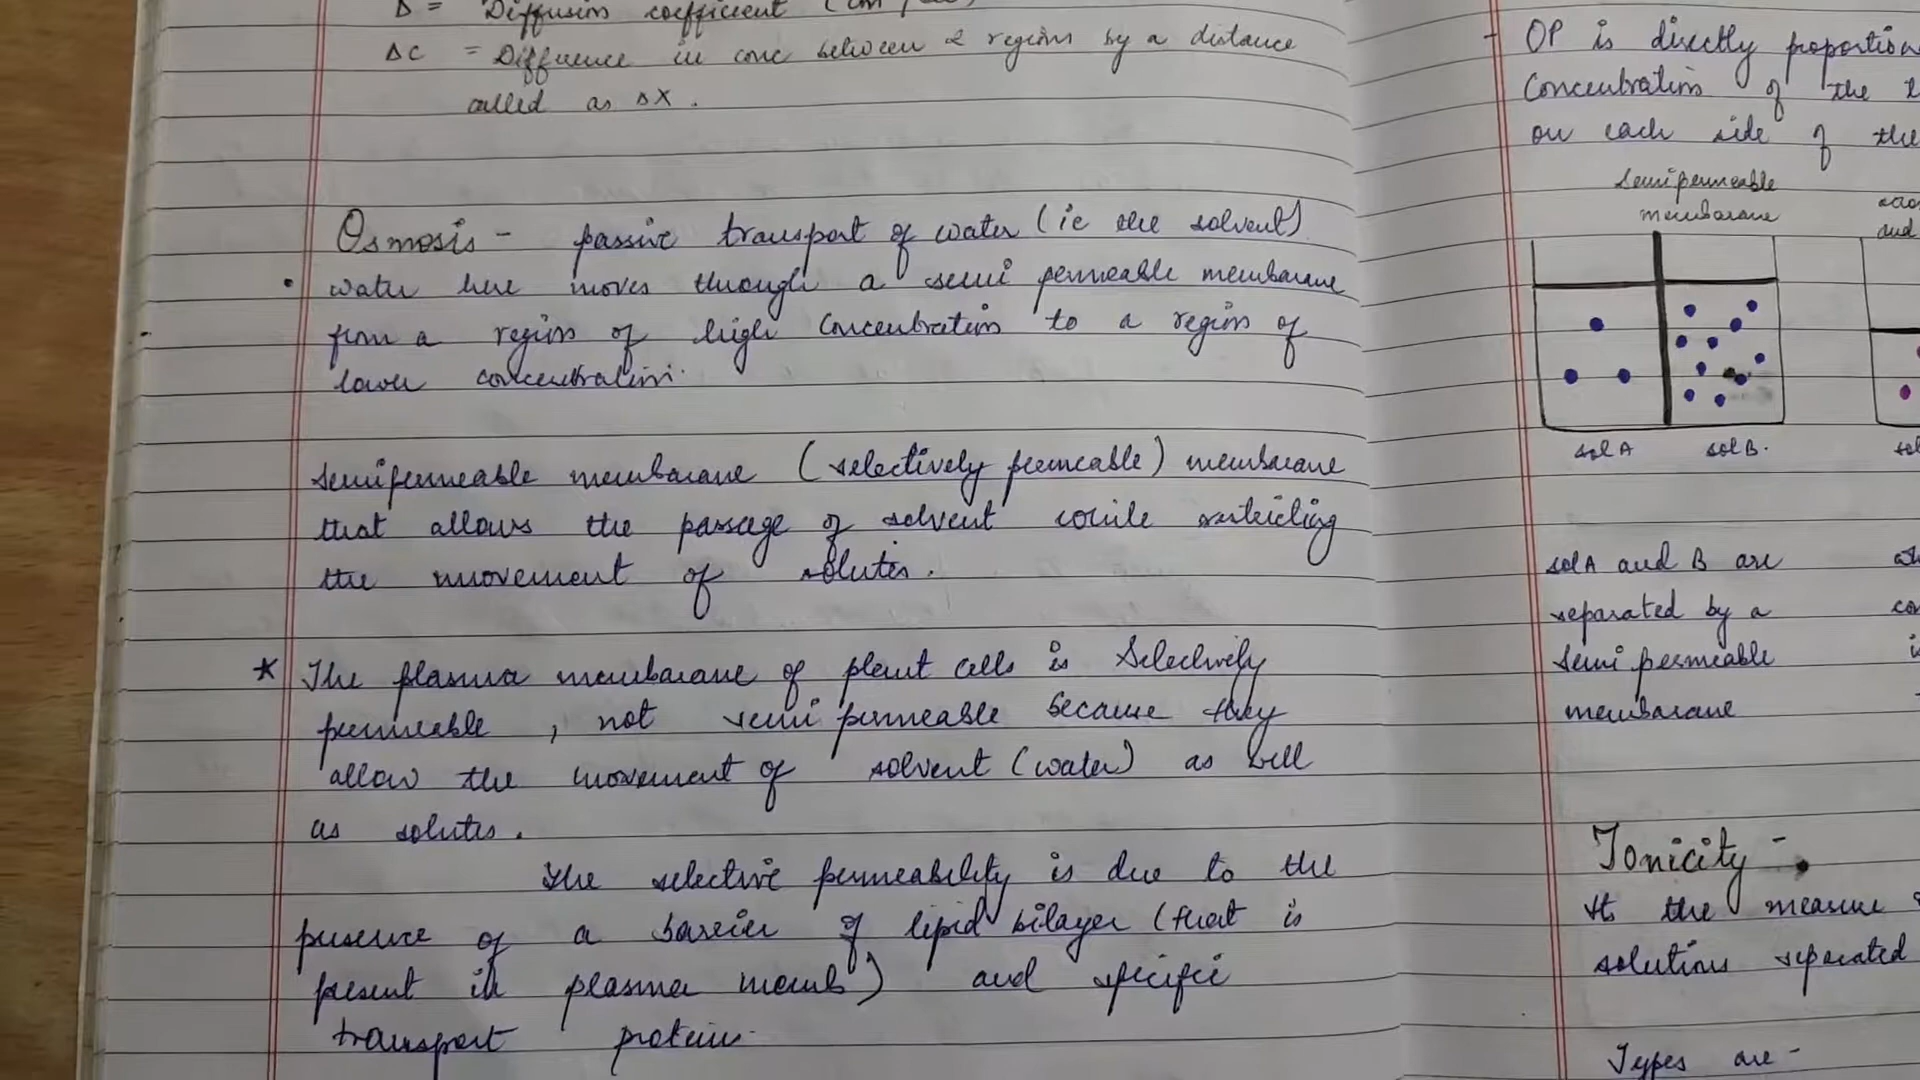 D = Diffusion coefficient
ΔC = Difference in conc between 2 regions by a distance
called as ΔX.
Osmosis - passive transport of water (ie the solvent)
• water here moves through a semi permeable membrane
from a region of high concentration to a region of
lower concentration.
semipermeable membrane (selectively permeable) membrane
that allows the passage of solvent while restricting
the movement of solutes.
* The plasma membrane of plant cells is Selectively
permeable, not semi permeable because they
allow the movement of solvent (water) as well
as solutes.
The selective permeability is due to the
presence of a barrier of lipid bilayer (that is
present in plasma memb) and specific
transport protein.
OP is directly
Concentration of the
on each side of the
Semipermeable
membrane
and
sol A sol B.
sol A and B are
separated by a
semi permeable
membrane
Tonicity -
Its the measure
solutions separated
Types are -